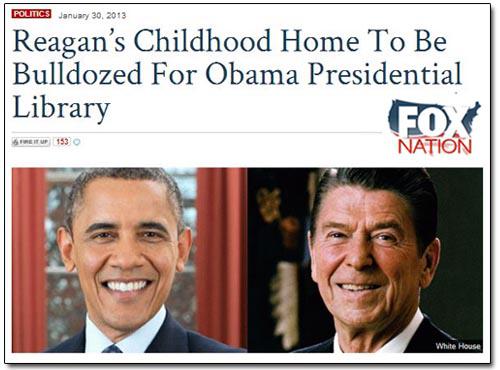 POLITICS January 30, 2013
Reagan's Childhood Home To Be
Bulldozed For Obama Presidential
Library
FOX
NATION
FIRE IT UP 153
White House